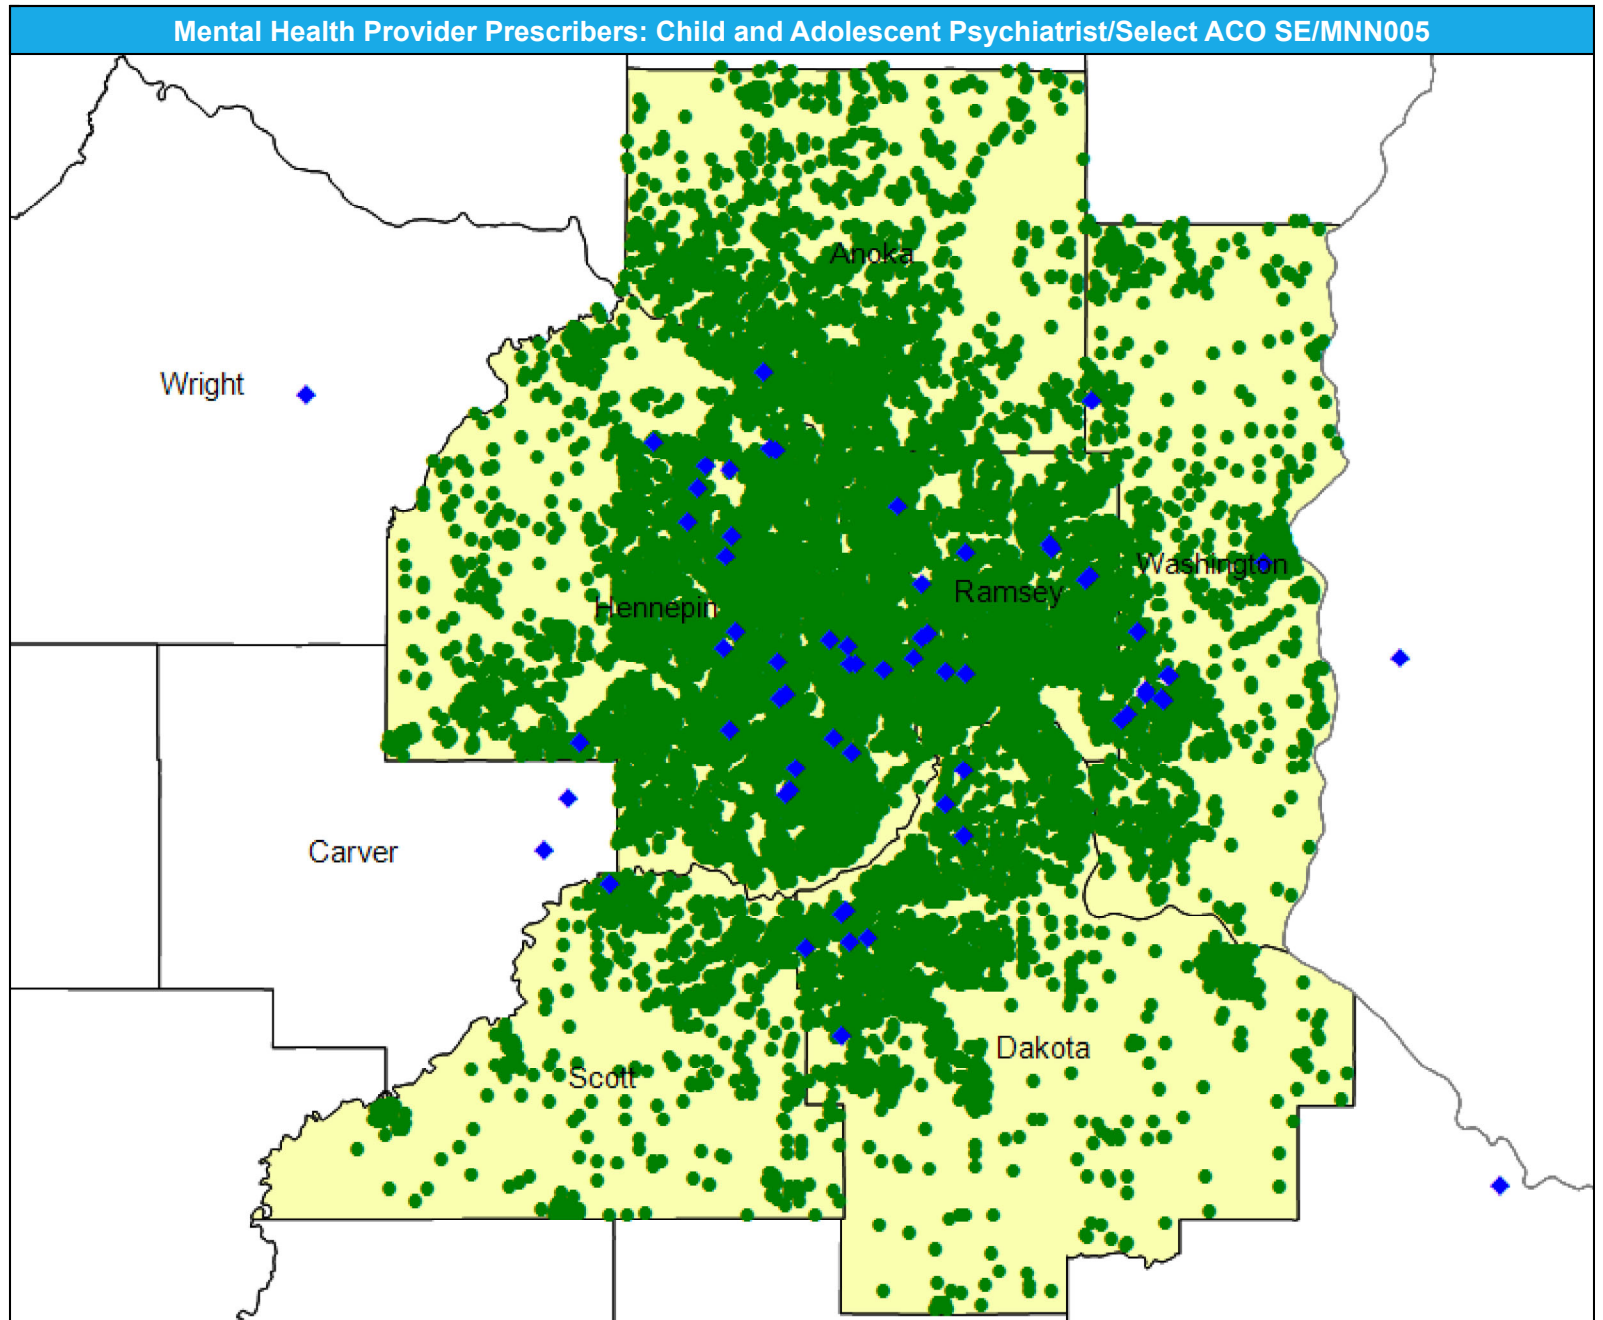 Mental Health Provider Prescribers: Child and Adolescent Psychiatrist/Select ACO SE/MNN005
Anoka
Wright
Washington
Ramsey
Hennepin
Carver
Dakota
Scott